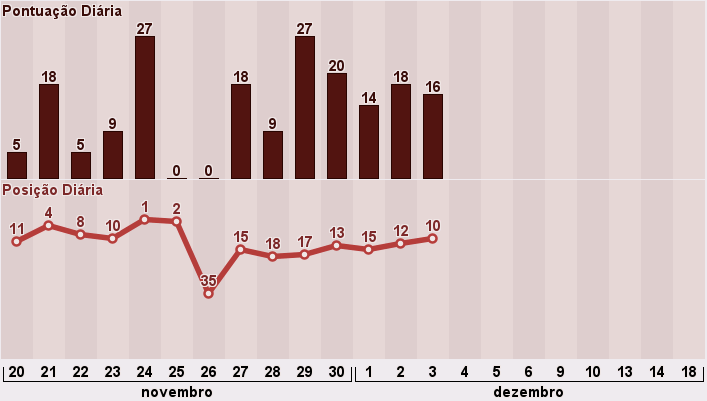 Pontuação Diária
5 18 5 9 27 0 0 18 9 27 20 14 18 16
Posição Diária
11 4 8 10 1 2 35 15 18 17 13 15 12 10
20 21 22 23 24 25 26 27 28 29 30 1 2 3 4 5 6 9 10 13 14 18
novembro dezembro